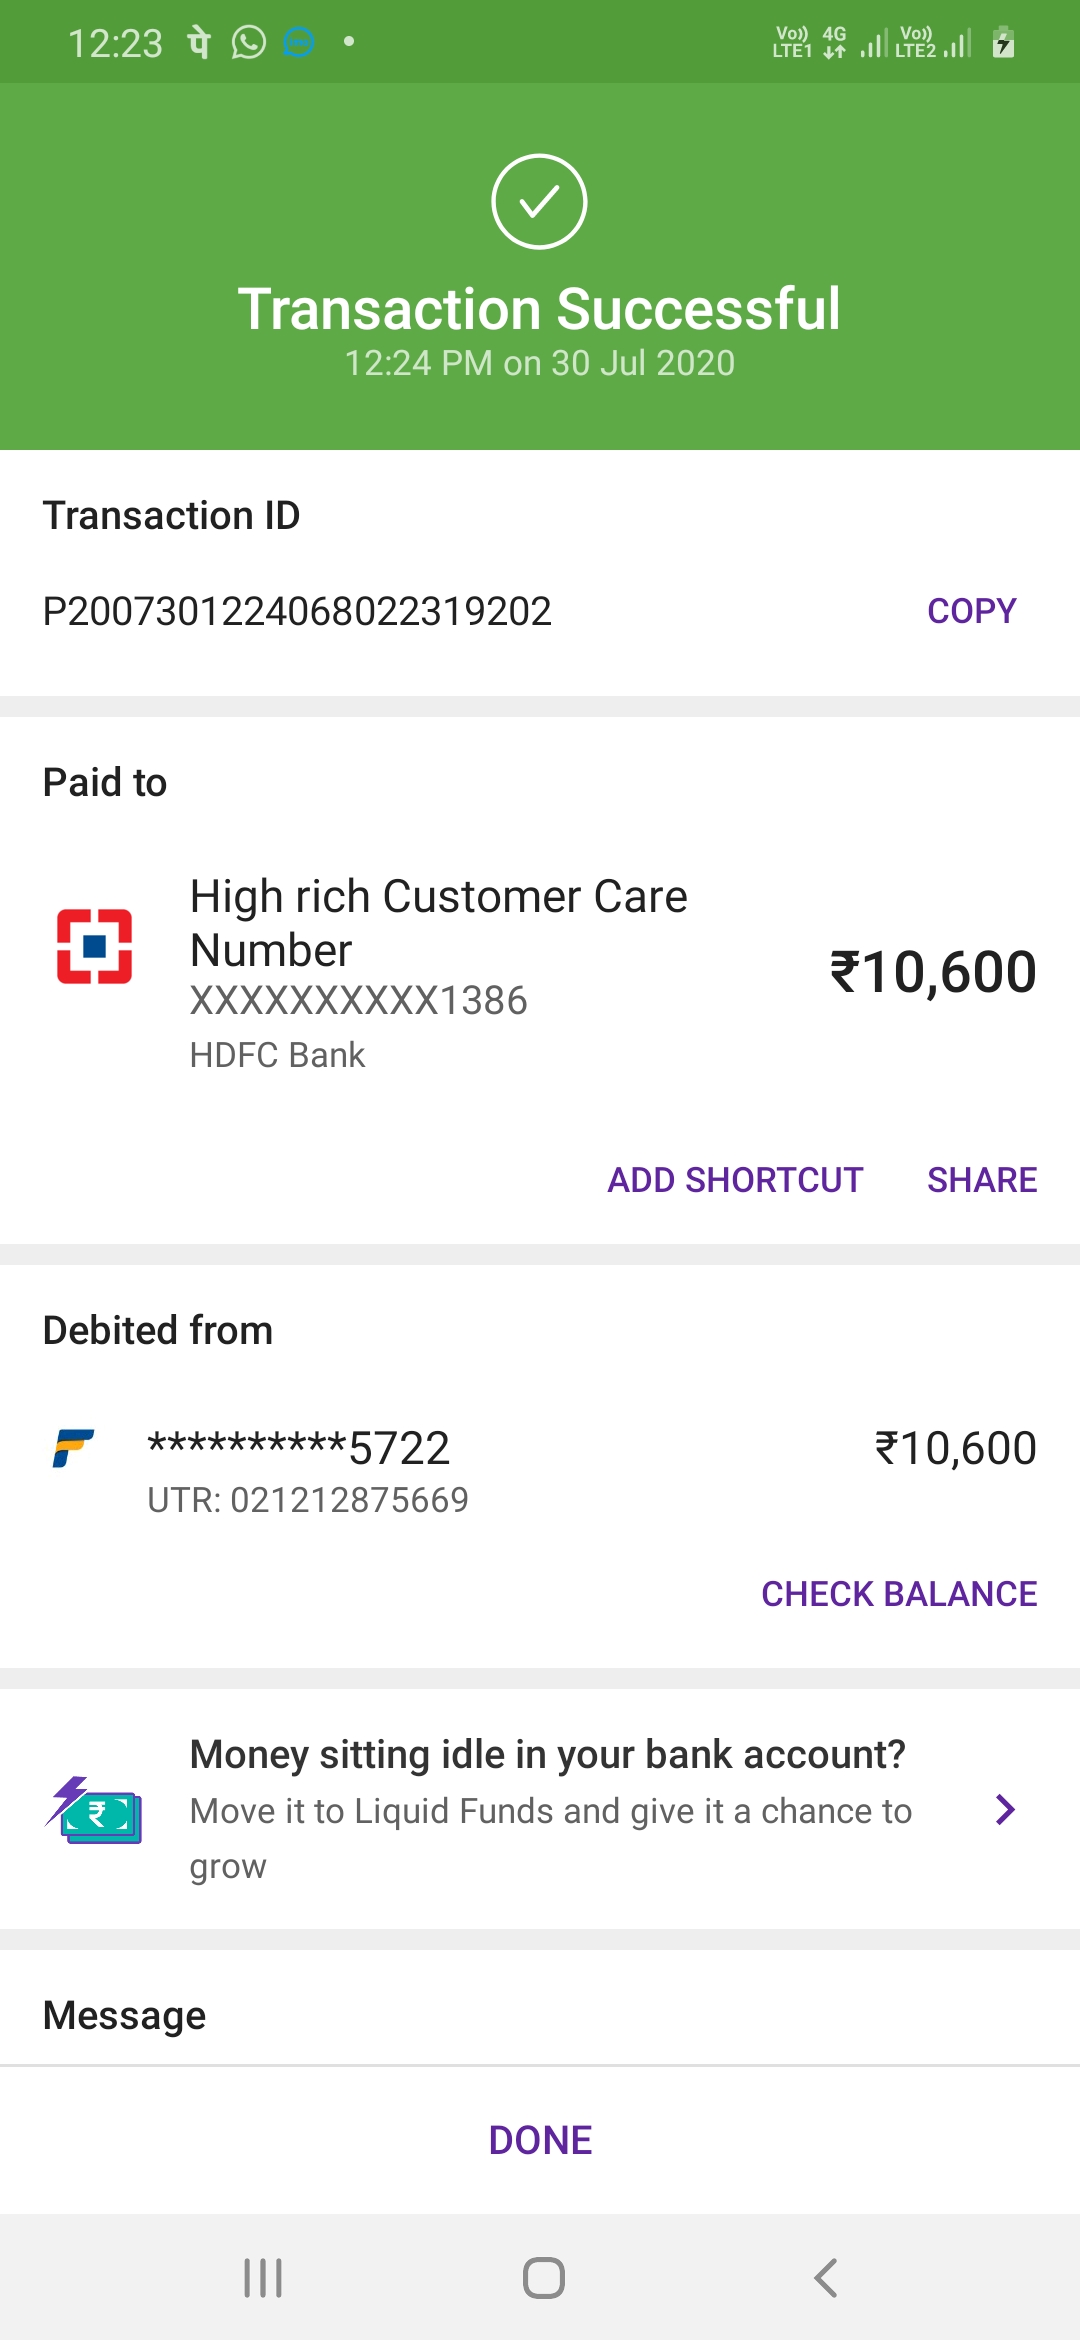 12:23 पे
Vo)) LTE1 4G Vo)) LTE2
Transaction Successful
12:24 PM on 30 Jul 2020
Transaction ID
P2007301224068022319202 COPY
Paid to
High rich Customer Care
Number
XXXXXXXXXX1386
HDFC Bank
₹10,600
ADD SHORTCUT SHARE
Debited from
**********5722 ₹10,600
UTR: 021212875669
CHECK BALANCE
Money sitting idle in your bank account?
Move it to Liquid Funds and give it a chance to
grow
Message
DONE